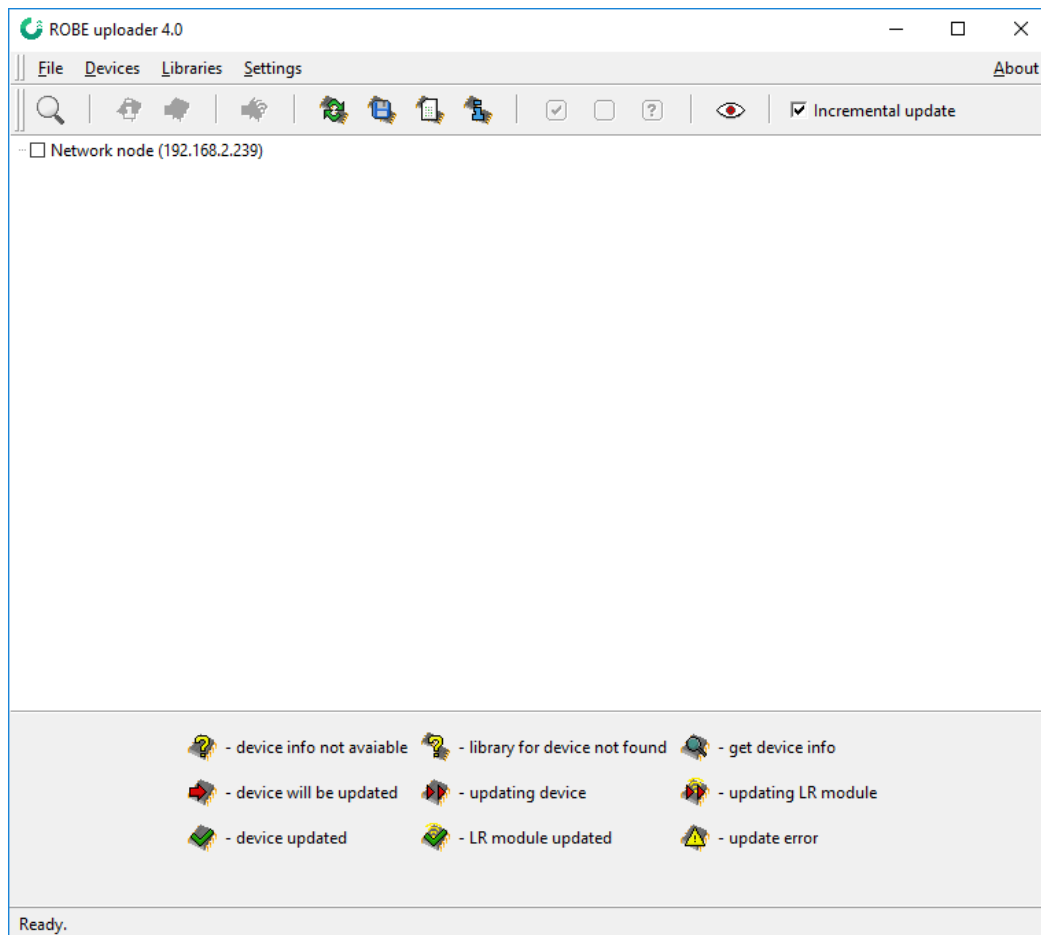 ROBE uploader 4.0
File Devices Libraries Settings About
Incremental update
Network node (192.168.2.239)
- device info not avaiable - library for device not found - get device info
- device will be updated - updating device - updating LR module
- device updated - LR module updated - update error
Ready.